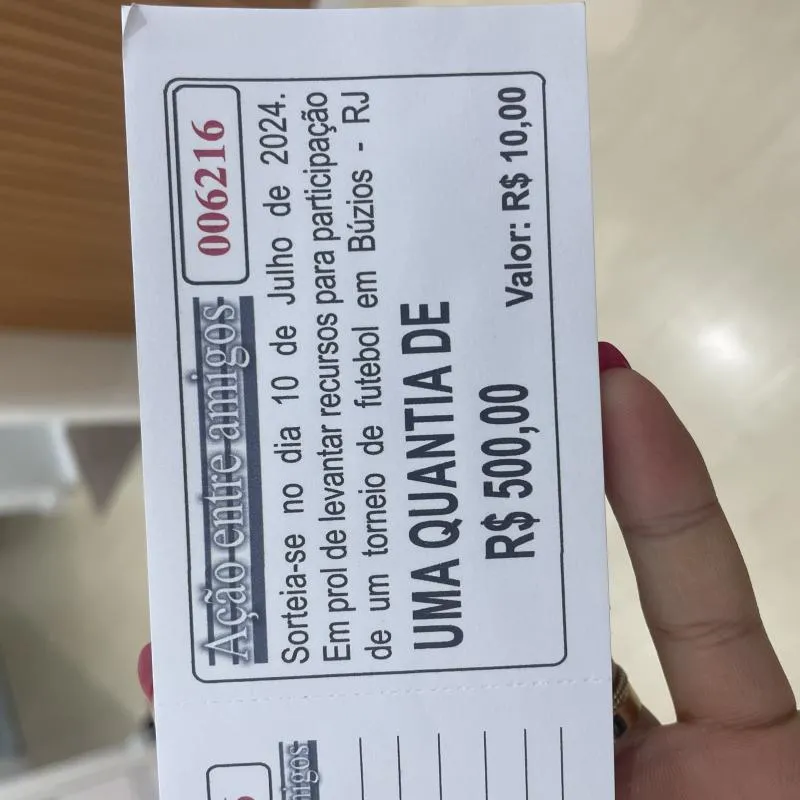 Ação entre amigos
006216
Sorteia-se no dia 10 de Julho de 2024.
Em prol de levantar recursos para participação
de um torneio de futebol em Búzios - RJ
UMA QUANTIA DE
R$ 500,00
Valor: R$ 10,00